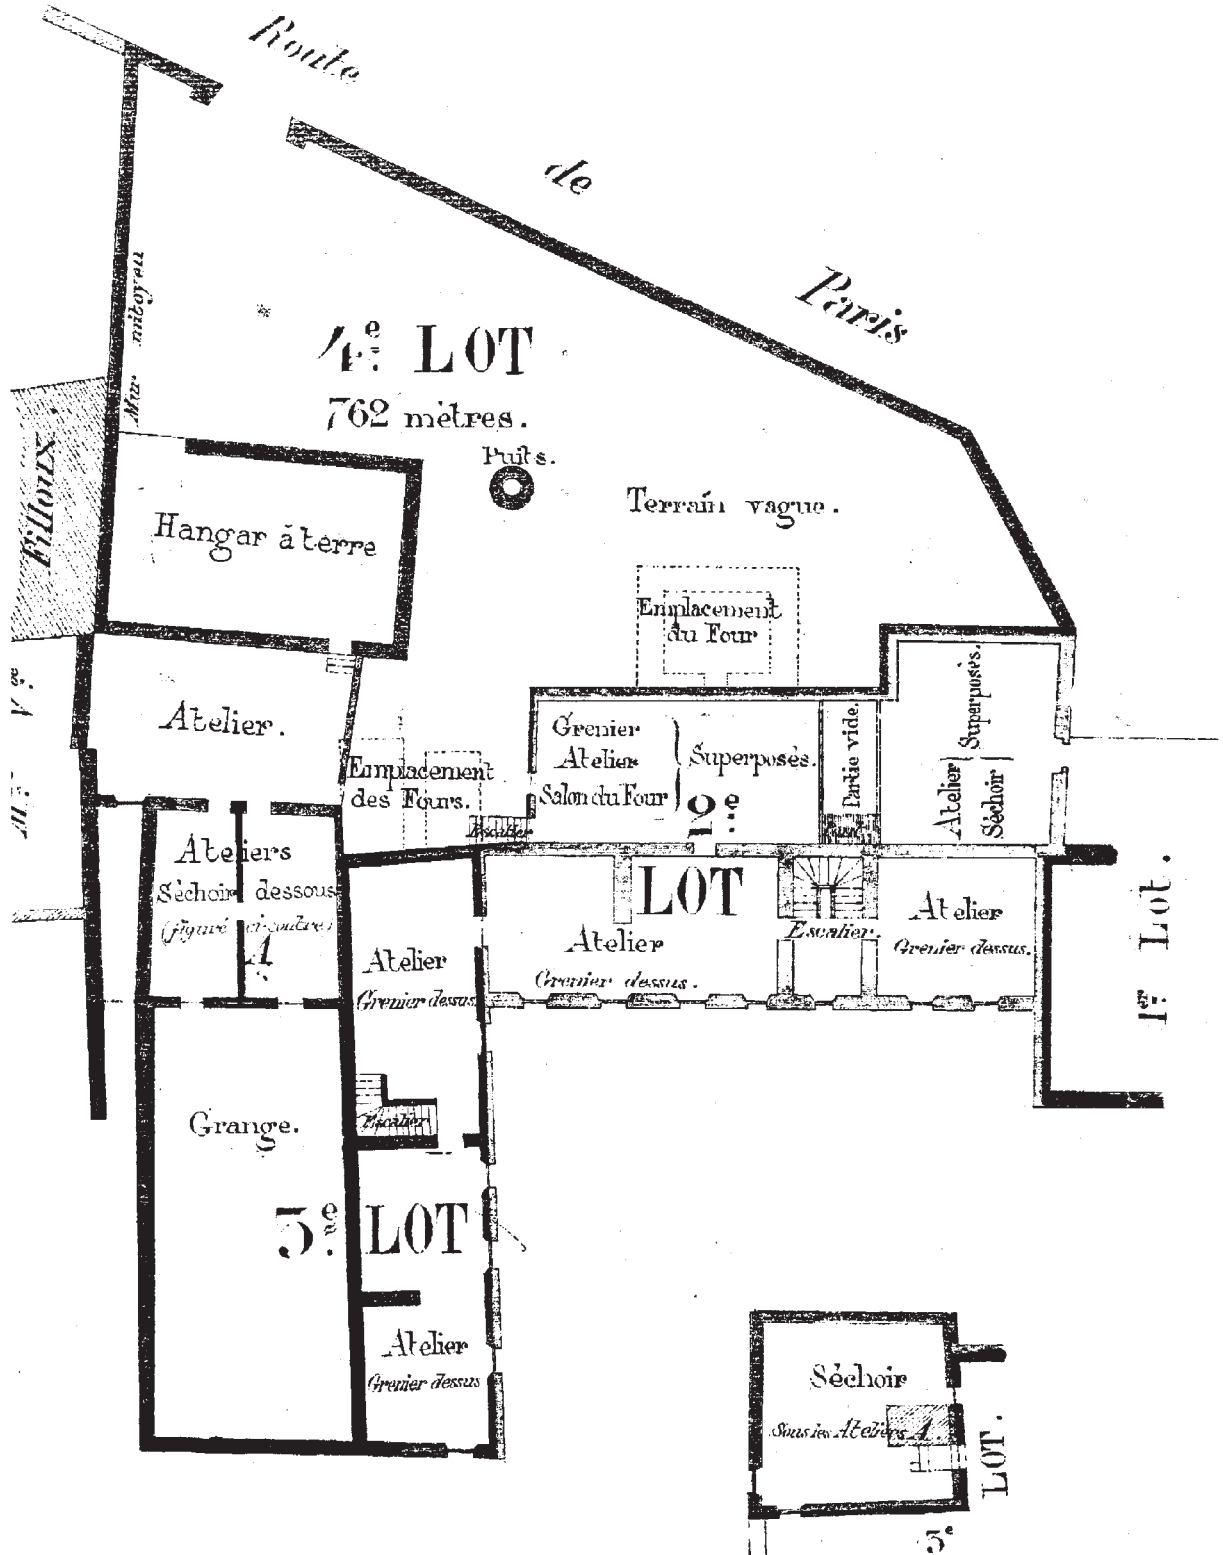 Route
de
Paris
Mur mitoyen
4e. LOT
762 mètres.
Puits.
Filloux
Hangar à terre
Terrain vague.
Emplacement
du Four
Atelier.
Emplacement
des Fours.
Escalier
Grenier
Atelier
Salon du Four
Superposés.
Partie vide.
Atelier
Séchoir
Superposés.
2e.
LOT
Ateliers
Séchoir dessous
(figuré ci-contre)
A.
Atelier
Grenier dessus
Atelier
Grenier dessus.
Escalier.
Atelier
Grenier dessus.
1er Lot.
Escalier
Grange.
3e. LOT
Atelier
Grenier dessus
Séchoir
Sous les Ateliers A.
3e
LOT.